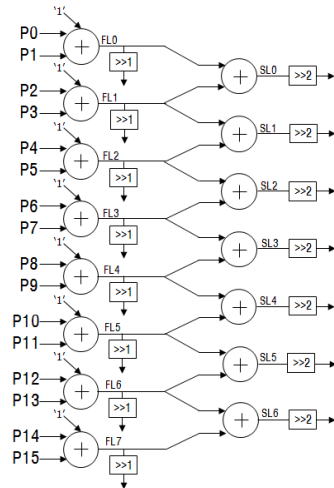 '1'
P0
FL0
P1
>>1
SL0
>>2
'1'
P2
FL1
P3
>>1
SL1
>>2
'1'
P4
FL2
P5
>>1
SL2
>>2
'1'
P6
FL3
P7
>>1
SL3
>>2
'1'
P8
FL4
P9
>>1
SL4
>>2
'1'
P10
FL5
P11
>>1
SL5
>>2
'1'
P12
FL6
P13
>>1
SL6
>>2
'1'
P14
FL7
P15
>>1